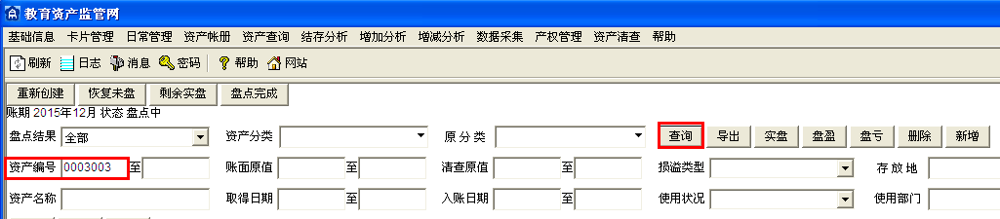 教育资产监管网
基础信息 卡片管理 日常管理 资产帐册 资产查询 结存分析 增加分析 增减分析 数据采集 产权管理 资产清查 帮助
刷新 日志 消息 密码 帮助 网站
重新创建 恢复未盘 剩余实盘 盘点完成
账期 2015年12月 状态 盘点中
盘点结果 全部 资产分类 原 分 类 查询 导出 实盘 盘盈 盘亏 删除 新增
资产编号 0003003 至 账面原值 至 清查原值 至 损溢类型 存 放 地
资产名称 取得日期 至 入账日期 至 使用状况 使用部门